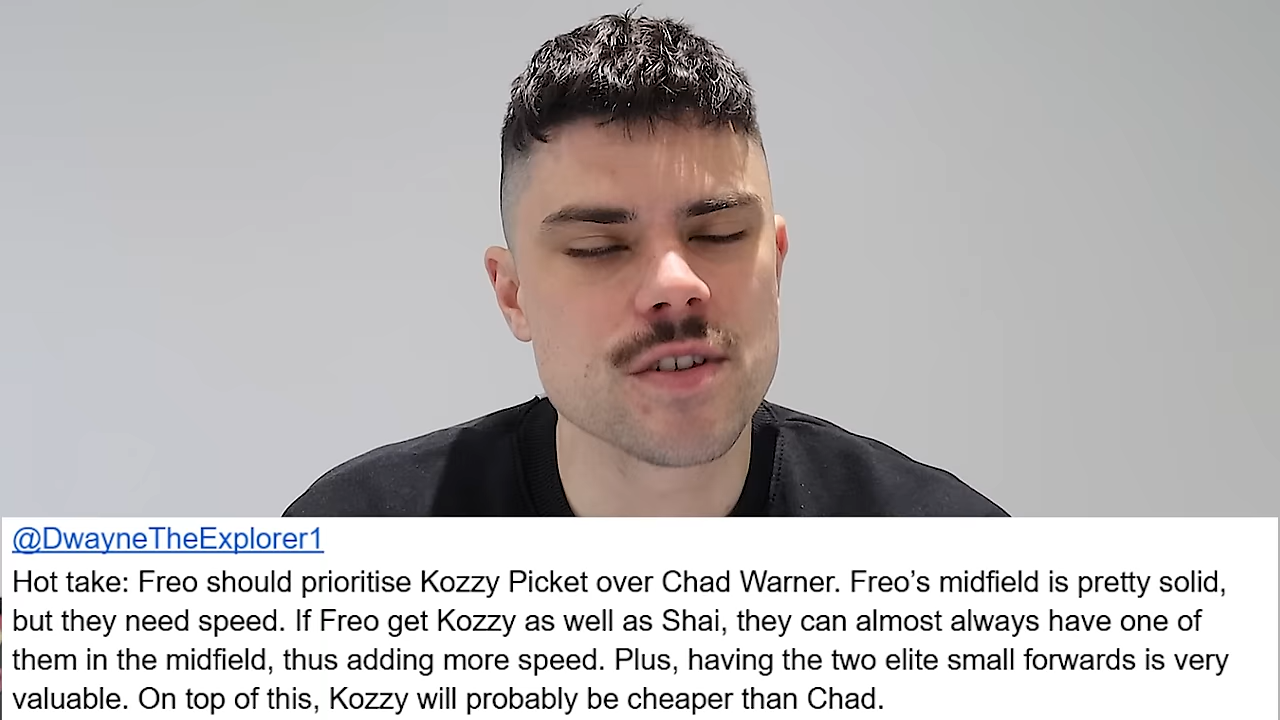 @DwayneTheExplorer1
Hot take: Freo should prioritise Kozzy Picket over Chad Warner. Freo’s midfield is pretty solid,
but they need speed. If Freo get Kozzy as well as Shai, they can almost always have one of
them in the midfield, thus adding more speed. Plus, having the two elite small forwards is very
valuable. On top of this, Kozzy will probably be cheaper than Chad.